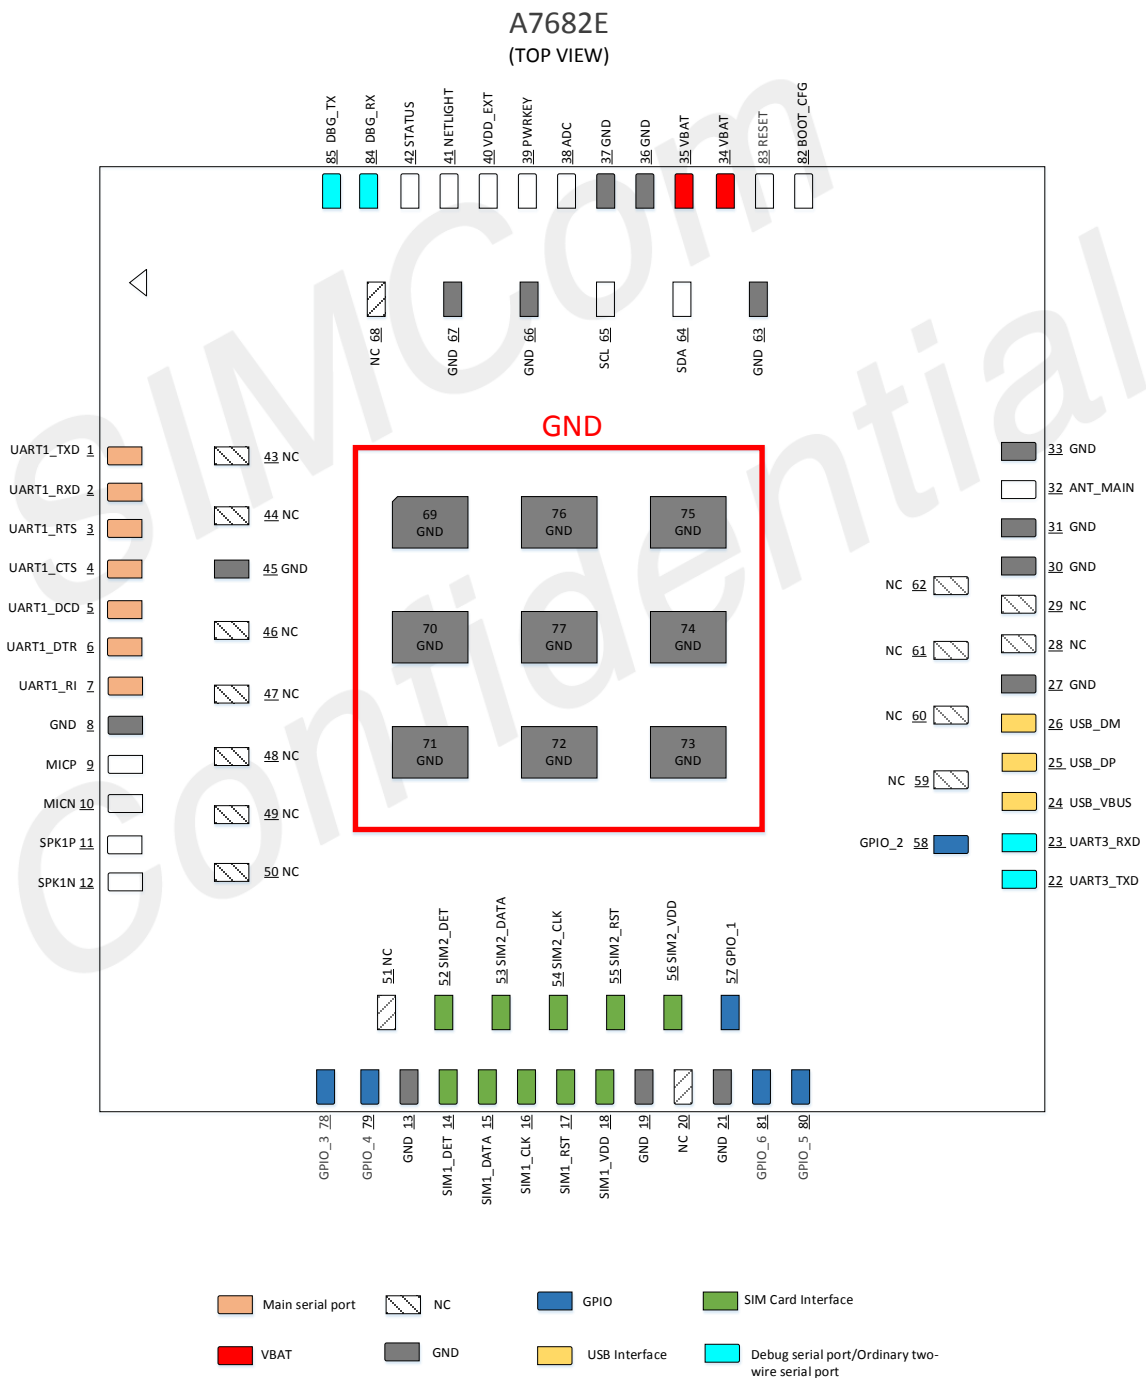 A7682E
(TOP VIEW)
85 DBG_TX
84 DBG_RX
42 STATUS
41 NETLIGHT
40 VDD_EXT
39 PWRKEY
38 ADC
37 GND
36 GND
35 VBAT
34 VBAT
83 RESET
82 BOOT_CFG
NC 68
GND 67
GND 66
SCL 65
SDA 64
GND 63
GND
UART1_TXD 1
UART1_RXD 2
UART1_RTS 3
UART1_CTS 4
UART1_DCD 5
UART1_DTR 6
UART1_RI 7
GND 8
MICP 9
MICN 10
SPK1P 11
SPK1N 12
43 NC
44 NC
45 GND
46 NC
47 NC
48 NC
49 NC
50 NC
69
GND
76
GND
75
GND
70
GND
77
GND
74
GND
71
GND
72
GND
73
GND
NC 62
NC 61
NC 60
NC 59
GPIO_2 58
33 GND
32 ANT_MAIN
31 GND
30 GND
29 NC
28 NC
27 GND
26 USB_DM
25 USB_DP
24 USB_VBUS
23 UART3_RXD
22 UART3_TXD
51 NC
52 SIM2_DET
53 SIM2_DATA
54 SIM2_CLK
55 SIM2_RST
56 SIM2_VDD
57 GPIO_1
GPIO_3 78
GPIO_4 79
GND 13
SIM1_DET 14
SIM1_DATA 15
SIM1_CLK 16
SIM1_RST 17
SIM1_VDD 18
GND 19
NC 20
GND 21
GPIO_6 81
GPIO_5 80
Main serial port
NC
GPIO
SIM Card Interface
VBAT
GND
USB Interface
Debug serial port/Ordinary two-
wire serial port
SIMCom
Confidential